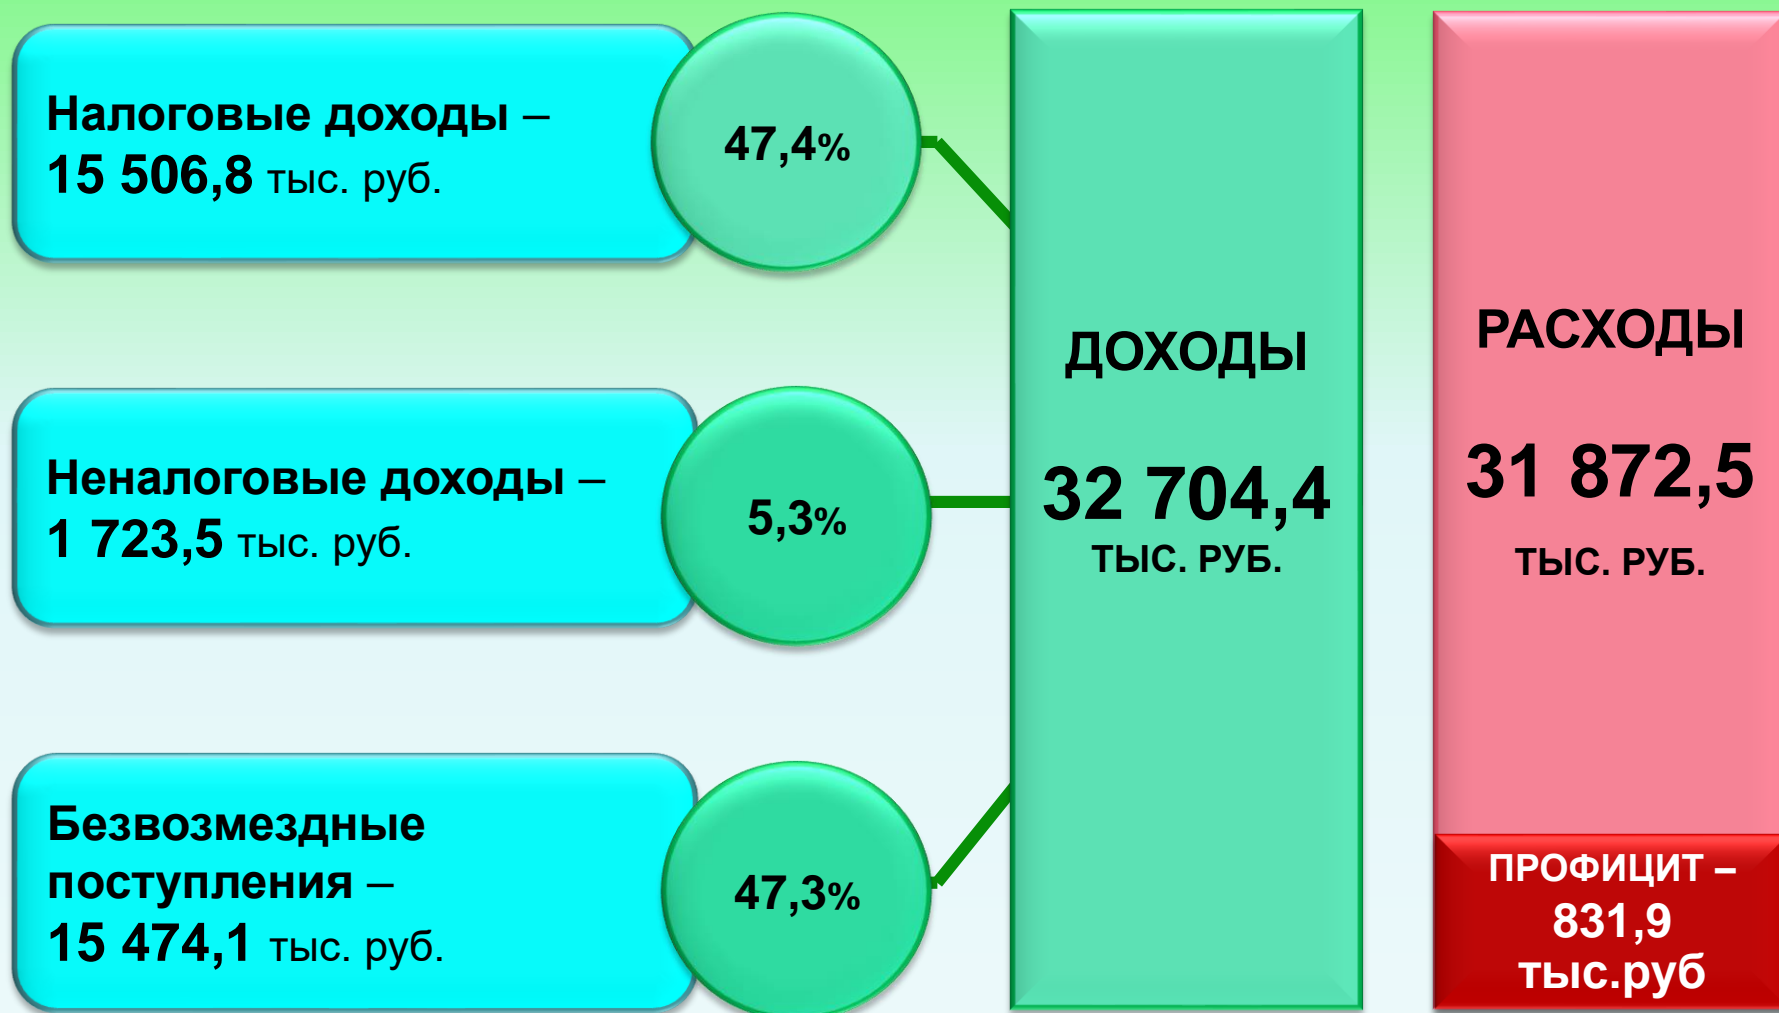 Налоговые доходы –
15 506,8 тыс. руб.
47,4%
Неналоговые доходы –
1 723,5 тыс. руб.
5,3%
Безвозмездные
поступления –
15 474,1 тыс. руб.
47,3%
ДОХОДЫ
32 704,4
ТЫС. РУБ.
РАСХОДЫ
31 872,5
ТЫС. РУБ.
ПРОФИЦИТ –
831,9
тыс.руб